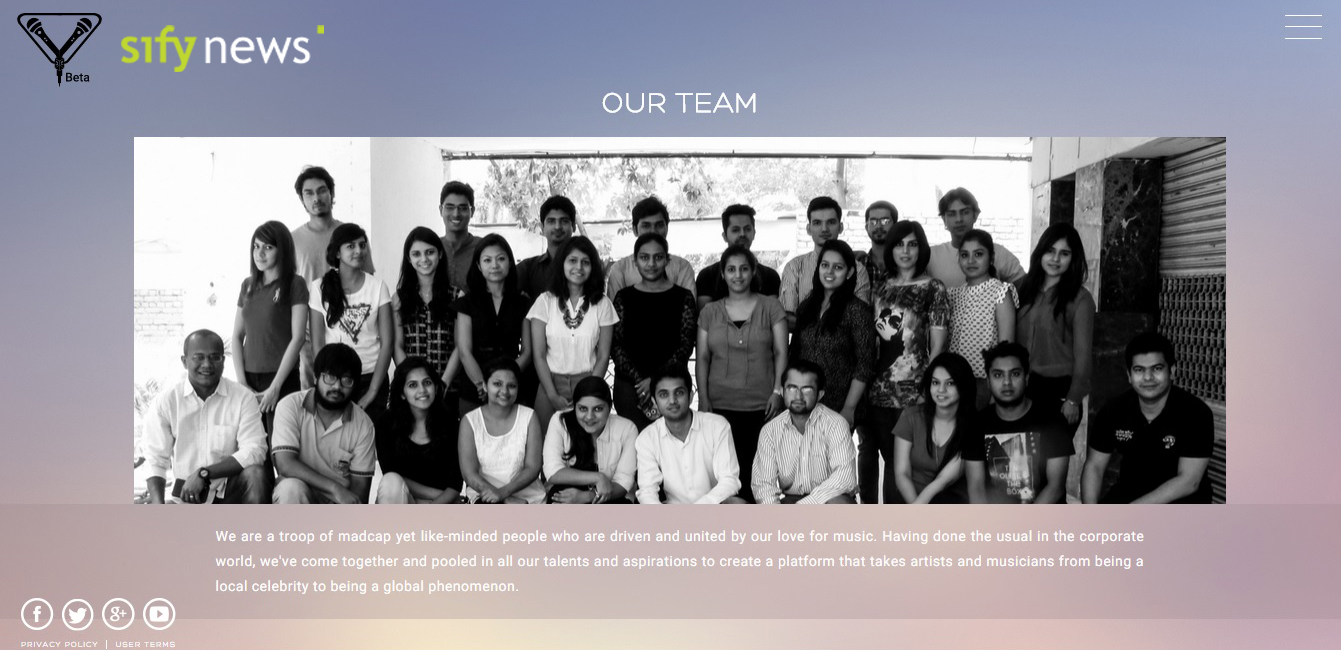 Beta
sify news
OUR TEAM
We are a troop of madcap yet like-minded people who are driven and united by our love for music. Having done the usual in the corporate
world, we've come together and pooled in all our talents and aspirations to create a platform that takes artists and musicians from being a
local celebrity to being a global phenomenon.
PRIVACY POLICY | USER TERMS